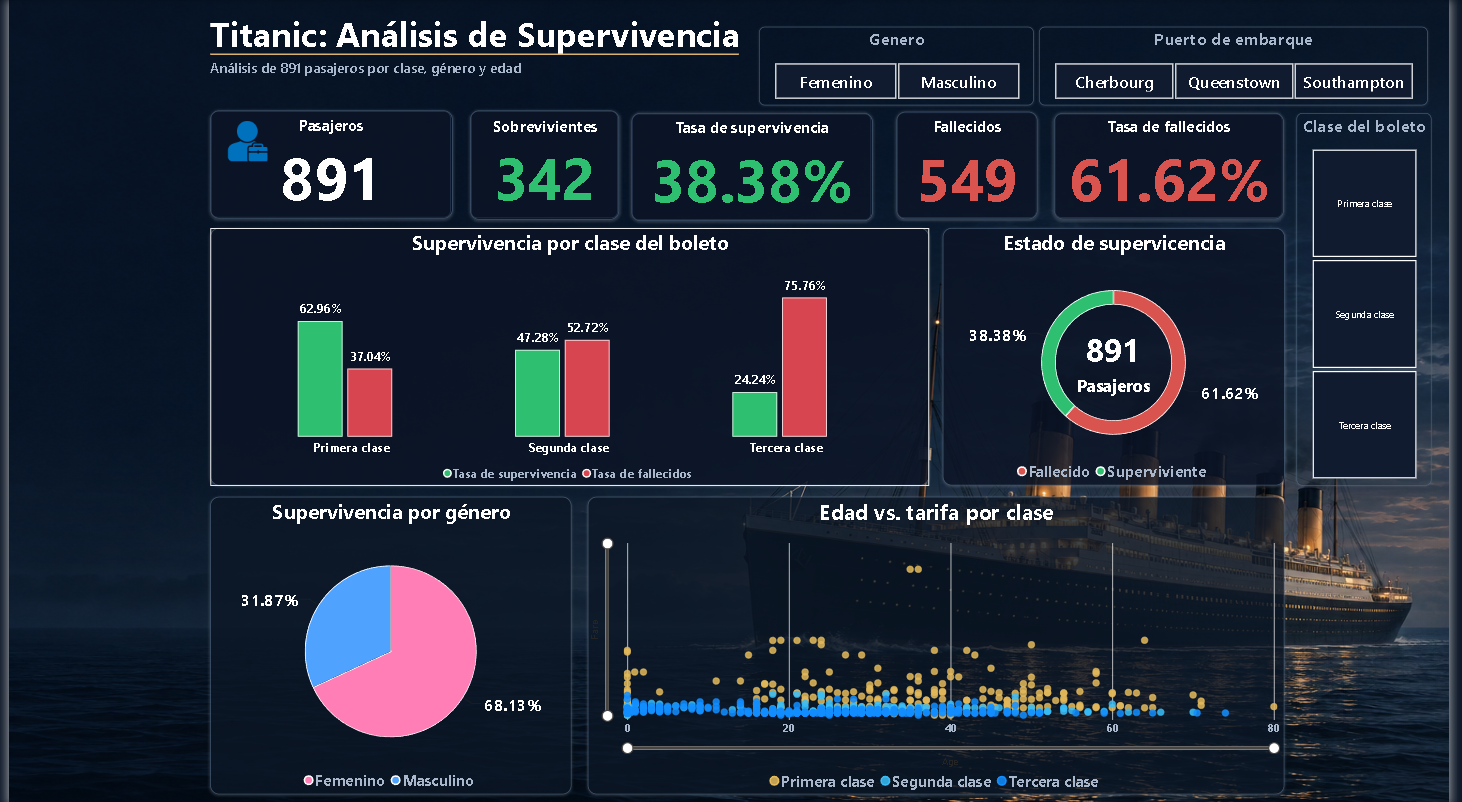 Titanic: Análisis de Supervivencia
Análisis de 891 pasajeros por clase, género y edad
Genero
Femenino Masculino
Puerto de embarque
Cherbourg Queenstown Southampton
Pasajeros
891
Sobrevivientes
342
Tasa de supervivencia
38.38%
Fallecidos
549
Tasa de fallecidos
61.62%
Clase del boleto
Primera clase
Segunda clase
Tercera clase
Supervivencia por clase del boleto
62.96%
37.04%
47.28%
52.72%
24.24%
75.76%
Primera clase Segunda clase Tercera clase
Tasa de supervivencia Tasa de fallecidos
Estado de supervicencia
38.38%
891
Pasajeros
61.62%
Fallecido Superviviente
Supervivencia por género
31.87%
68.13%
Femenino Masculino
Edad vs. tarifa por clase
Fare
0 20 40 60 80
Age
Primera clase Segunda clase Tercera clase